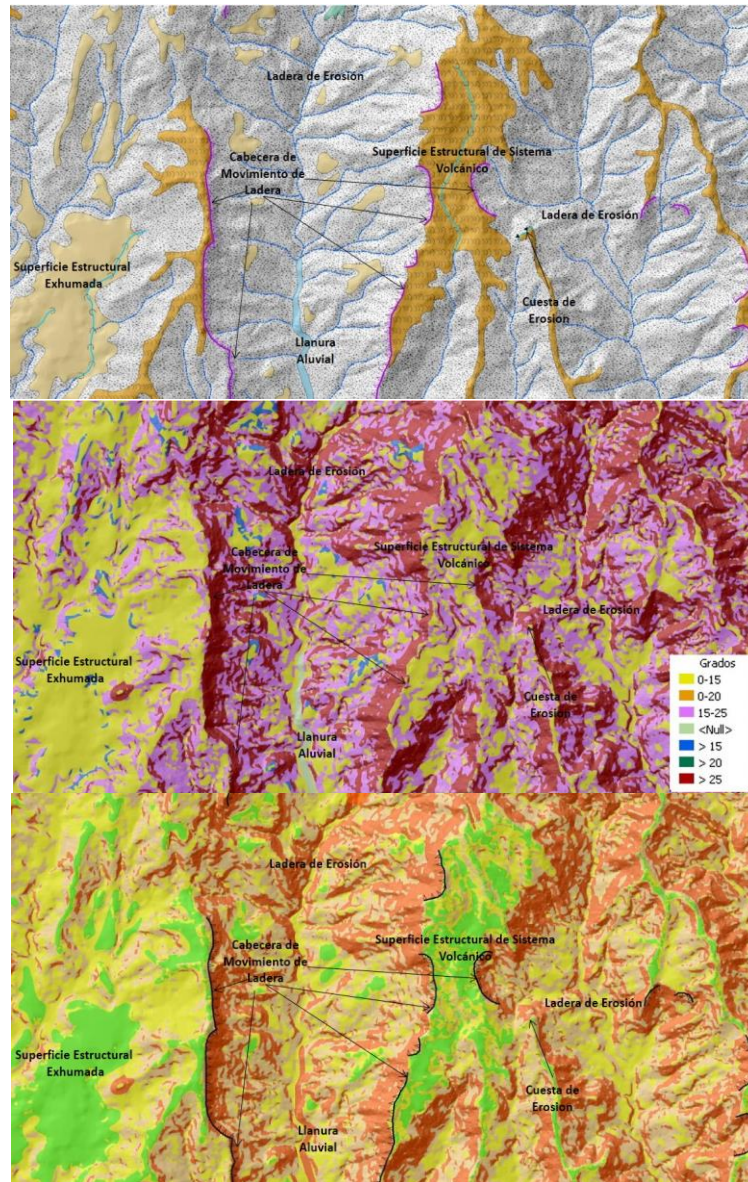 Ladera de Erosión
Cabecera de
Movimiento de
Ladera
Superficie Estructural de Sistema
Volcánico
Ladera de Erosión
Superficie Estructural
Exhumada
Cuesta de
Erosión
Llanura
Aluvial
Ladera de Erosión
Cabecera de
Movimiento de
Ladera
Superficie Estructural de Sistema
Volcánico
Ladera de Erosión
Superficie Estructural
Exhumada
Cuesta de
Erosión
Llanura
Aluvial
Grados
0-15
0-20
15-25
<Null>
> 15
> 20
> 25
Ladera de Erosión
Cabecera de
Movimiento de
Ladera
Superficie Estructural de Sistema
Volcánico
Ladera de Erosión
Superficie Estructural
Exhumada
Cuesta de
Erosion
Llanura
Aluvial